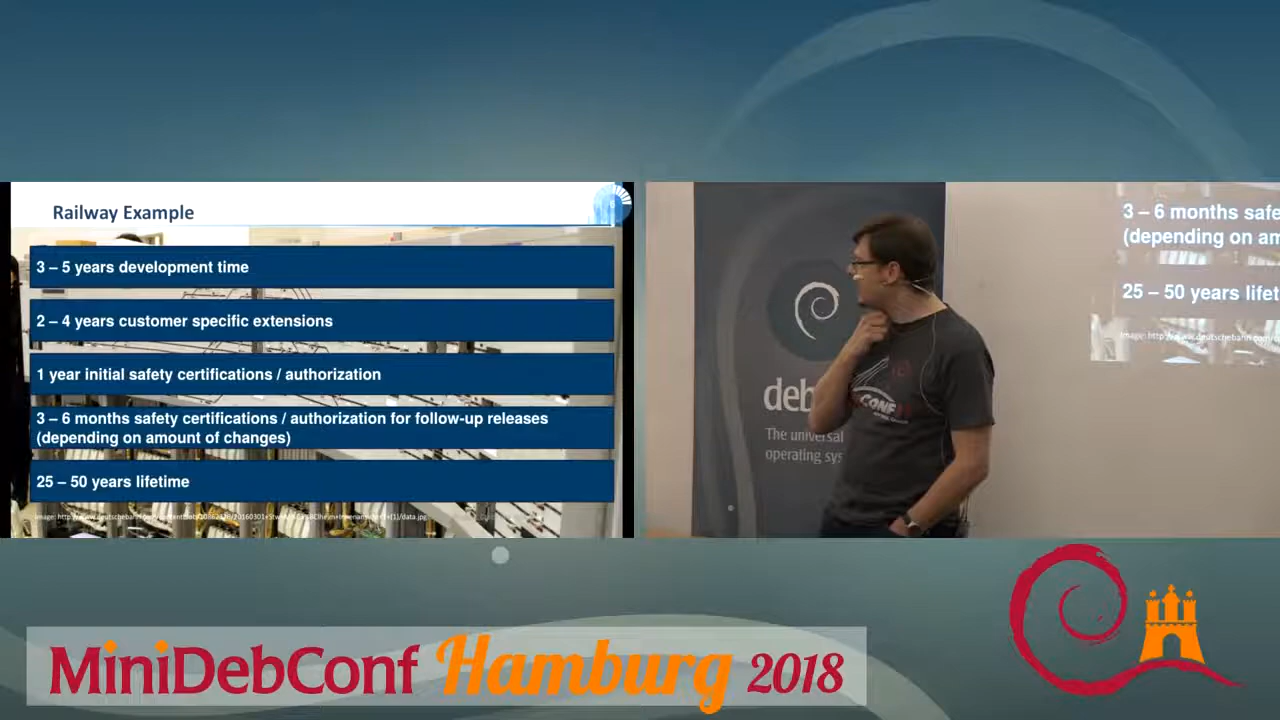 Railway Example
3 – 5 years development time
2 – 4 years customer specific extensions
1 year initial safety certifications / authorization
3 – 6 months safety certifications / authorization for follow-up releases
(depending on amount of changes)
25 – 50 years lifetime
3 – 6 months safe
(depending on am
25 – 50 years lifet
deb
The universal
operating sys
CONF
MiniDebConf Hamburg 2018